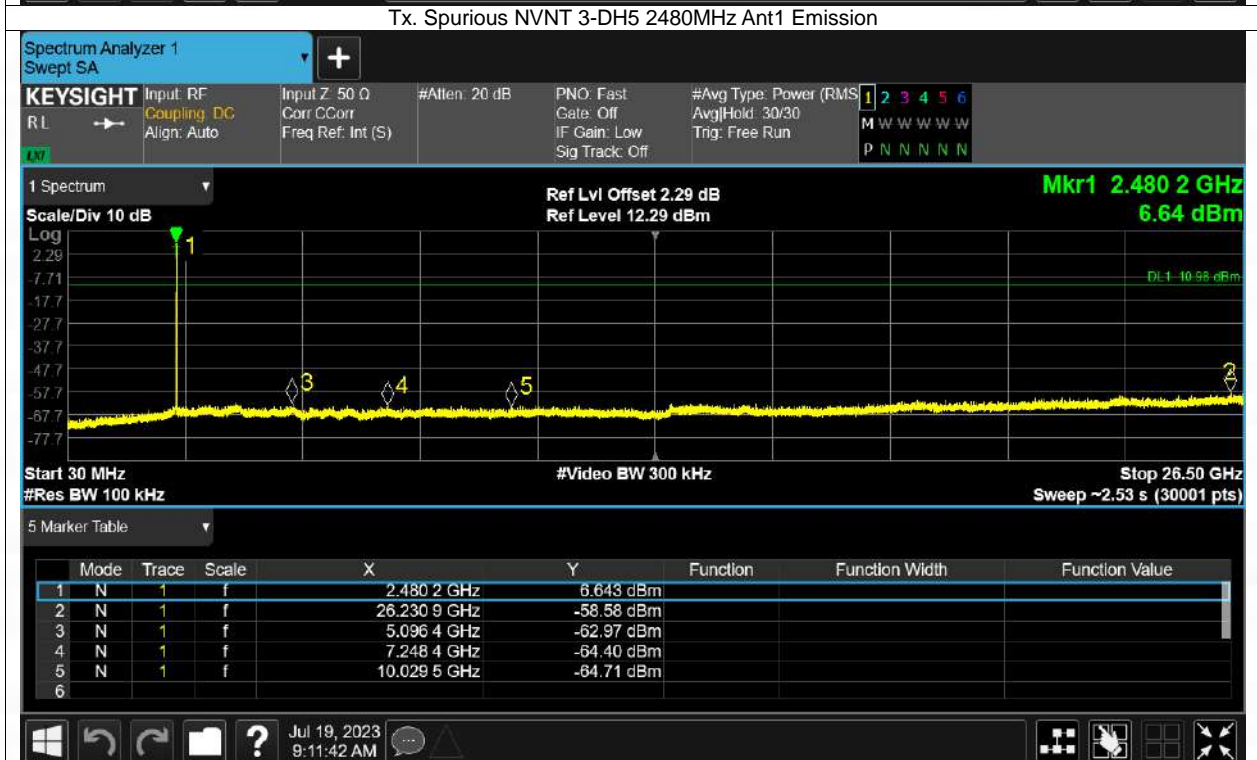 Tx. Spurious NVNT 3-DH5 2480MHz Ant1 Emission
Spectrum Analyzer 1
Swept SA
+
KEYSIGHT
RL
LXI
Input: RF
Coupling: DC
Align: Auto
Input Z: 50 Ω
Corr CCorr
Freq Ref: Int (S)
#Atten: 20 dB
PNO: Fast
Gate: Off
IF Gain: Low
Sig Track: Off
#Avg Type: Power (RMS
Avg|Hold: 30/30
Trig: Free Run
1 2 3 4 5 6
M W W W W W
P N N N N N
1 Spectrum
Scale/Div 10 dB
Ref Lvl Offset 2.29 dB
Ref Level 12.29 dBm
Mkr1 2.480 2 GHz
6.64 dBm
Log
2.29
-7.71
-17.7
-27.7
-37.7
-47.7
-57.7
-67.7
-77.7
1
DL1 -10.98 dBm
3
4
5
2
Start 30 MHz
#Res BW 100 kHz
#Video BW 300 kHz
Stop 26.50 GHz
Sweep ~2.53 s (30001 pts)
5 Marker Table
Mode Trace Scale X Y Function Function Width Function Value
1 N 1 f 2.480 2 GHz 6.643 dBm
2 N 1 f 26.230 9 GHz -58.58 dBm
3 N 1 f 5.096 4 GHz -62.97 dBm
4 N 1 f 7.248 4 GHz -64.40 dBm
5 N 1 f 10.029 5 GHz -64.71 dBm
6
?
Jul 19, 2023
9:11:42 AM